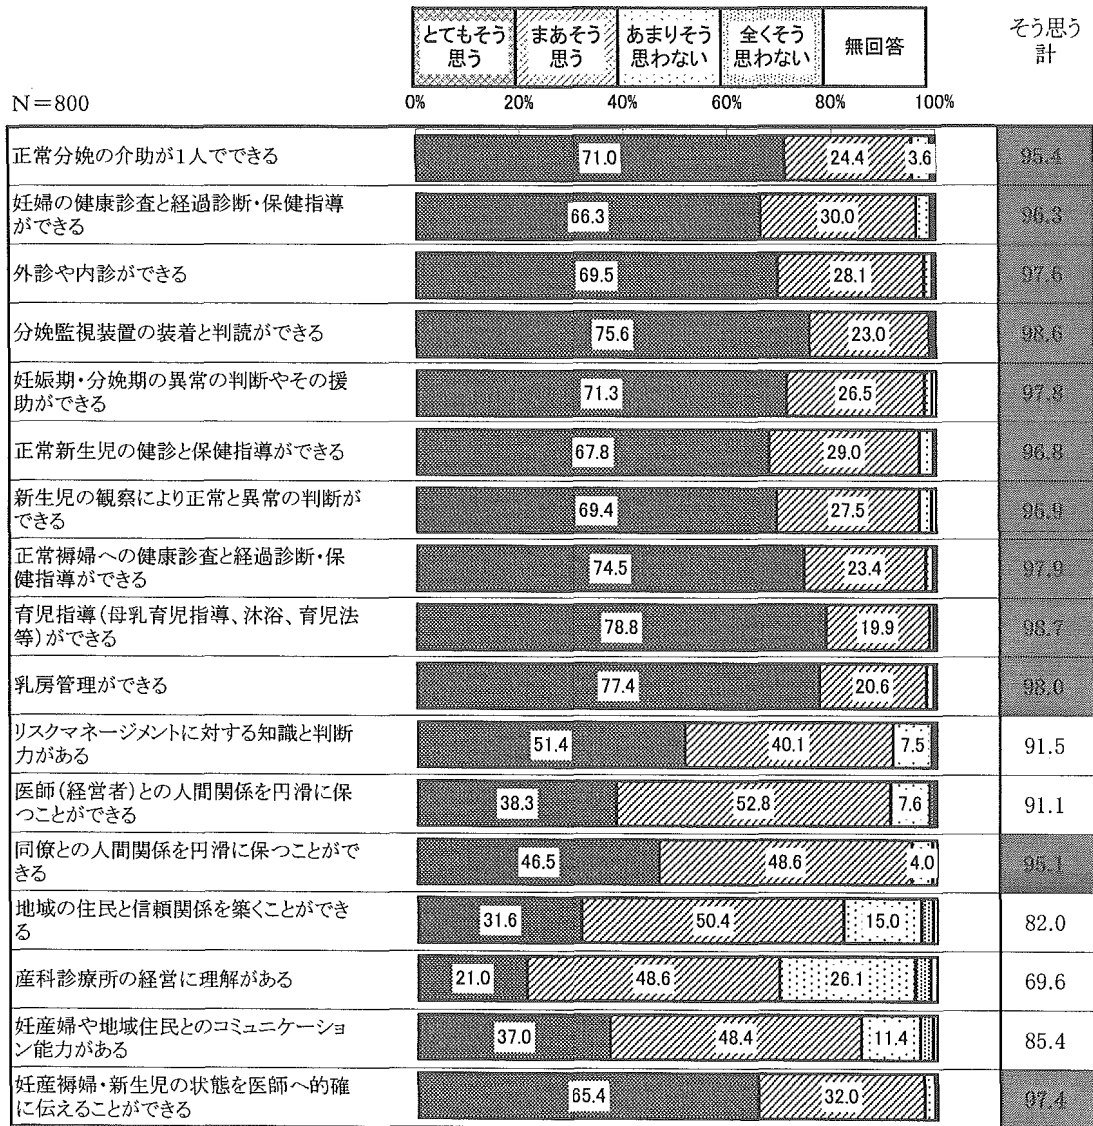 とてもそう思う まあそう思う あまりそう思わない 全くそう思わない 無回答 そう思う計
N=800 0% 20% 40% 60% 80% 100%
正常分娩の介助が1人でできる 71.0 24.4 3.6 95.4
妊婦の健康診査と経過診断・保健指導
ができる 66.3 30.0 96.3
外診や内診ができる 69.5 28.1 97.6
分娩監視装置の装着と判読ができる 75.6 23.0 98.6
妊娠期・分娩期の異常の判断やその援
助ができる 71.3 26.5 97.8
正常新生児の健診と保健指導ができる 67.8 29.0 96.8
新生児の観察により正常と異常の判断が
できる 69.4 27.5 96.9
正常褥婦への健康診査と経過診断・保
健指導ができる 74.5 23.4 97.9
育児指導(母乳育児指導、沐浴、育児法
等)ができる 78.8 19.9 98.7
乳房管理ができる 77.4 20.6 98.0
リスクマネージメントに対する知識と判断
力がある 51.4 40.1 7.5 91.5
医師(経営者)との人間関係を円滑に保
つことができる 38.3 52.8 7.6 91.1
同僚との人間関係を円滑に保つことがで
きる 46.5 48.6 4.0 95.1
地域の住民と信頼関係を築くことができ
る 31.6 50.4 15.0 82.0
産科診療所の経営に理解がある 21.0 48.6 26.1 69.6
妊産婦や地域住民とのコミュニケーショ
ン能力がある 37.0 48.4 11.4 85.4
妊産褥婦・新生児の状態を医師へ的確
に伝えることができる 65.4 32.0 97.4